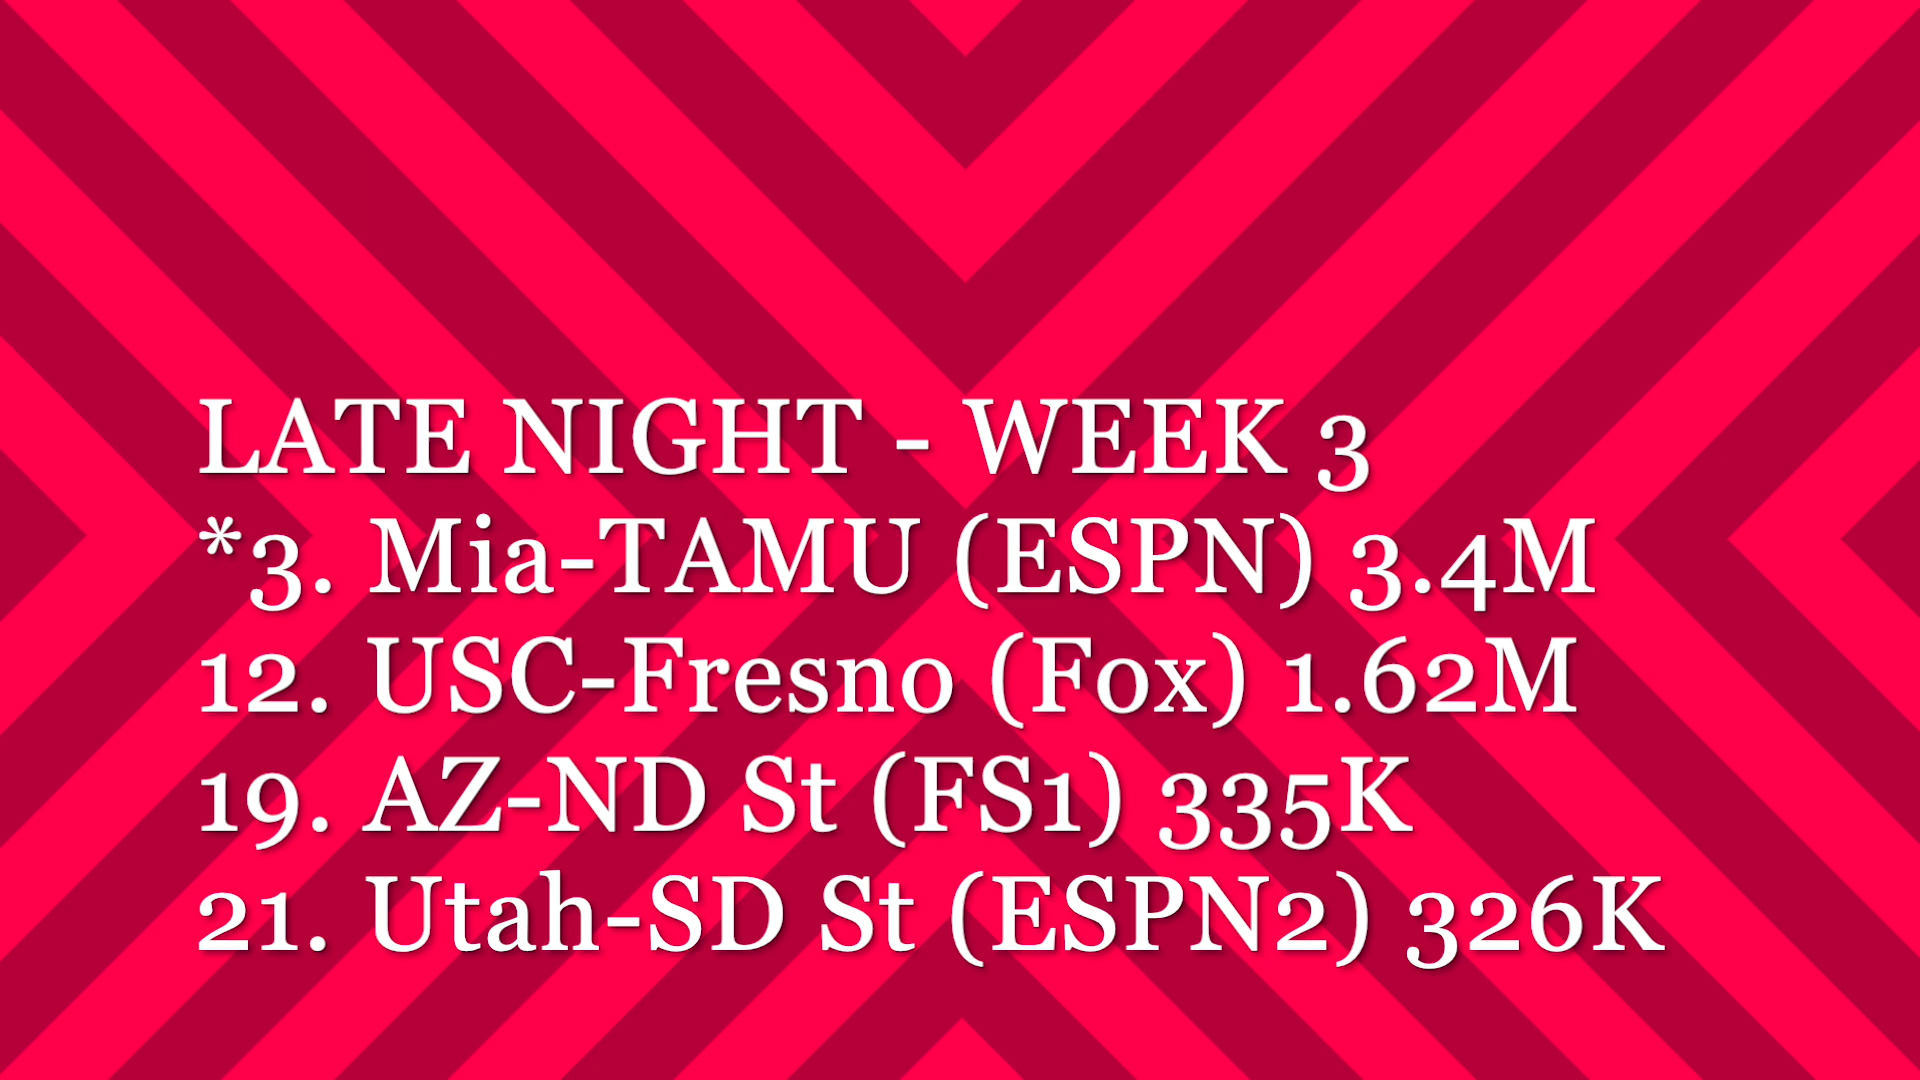 LATE NIGHT - WEEK 3
*3. Mia-TAMU (ESPN) 3.4M
12. USC-Fresno (Fox) 1.62M
19. AZ-ND St (FS1) 335K
21. Utah-SD St (ESPN2) 326K